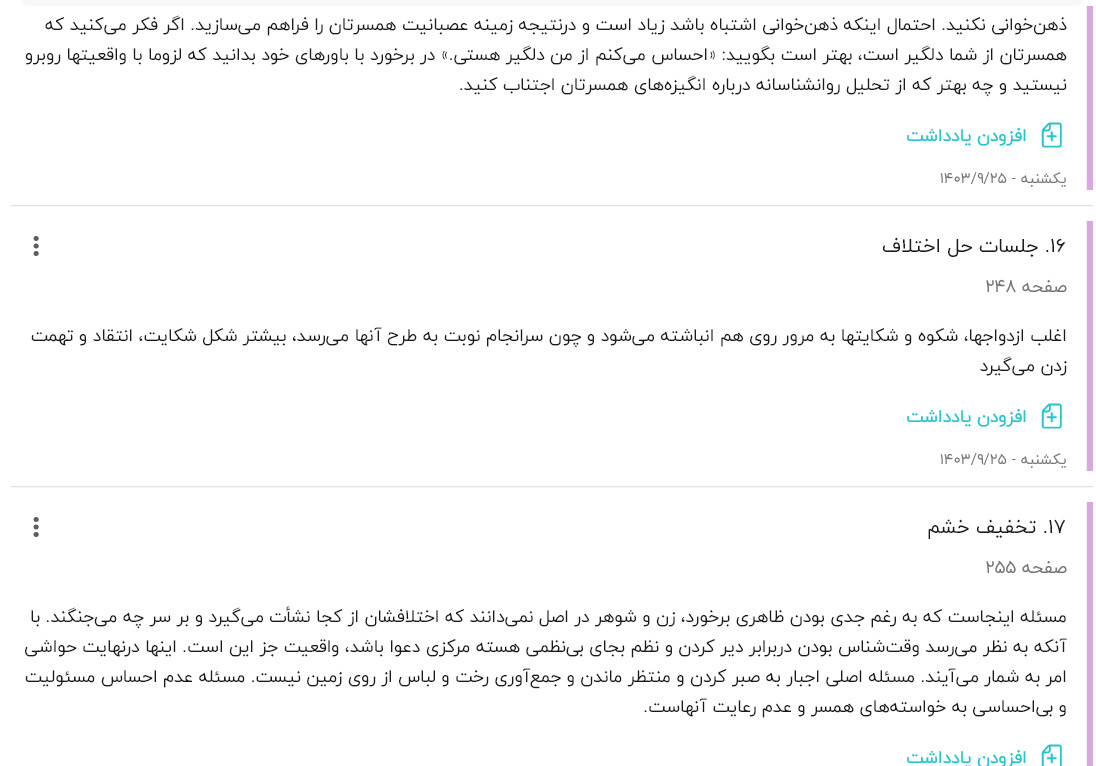 ذهن‌خوانی نکنید. احتمال اینکه ذهن‌خوانی اشتباه باشد زیاد است و درنتیجه زمینه عصبانیت همسرتان را فراهم می‌سازید. اگر فکر می‌کنید که
همسرتان از شما دلگیر است، بهتر است بگویید: «احساس می‌کنم از من دلگیر هستی.» در برخورد با باورهای خود بدانید که لزوما با واقعیتها روبرو
نیستید و چه بهتر که از تحلیل روانشناسانه درباره انگیزه‌های همسرتان اجتناب کنید.
افزودن یادداشت
یکشنبه - ۱۴۰۳/۹/۲۵
۱۶. جلسات حل اختلاف
صفحه ۲۴۸
اغلب ازدواجها، شکوه و شکایتها به مرور روی هم انباشته می‌شود و چون سرانجام نوبت به طرح آنها می‌رسد، بیشتر شکل شکایت، انتقاد و تهمت
زدن می‌گیرد
افزودن یادداشت
یکشنبه - ۱۴۰۳/۹/۲۵
۱۷. تخفیف خشم
صفحه ۲۵۵
مسئله اینجاست که به رغم جدی بودن ظاهری برخورد، زن و شوهر در اصل نمی‌دانند که اختلافشان از کجا نشأت می‌گیرد و بر سر چه می‌جنگند. با
آنکه به نظر می‌رسد وقت‌شناس بودن دربرابر دیر کردن و نظم بجای بی‌نظمی هسته مرکزی دعوا باشد، واقعیت جز این است. اینها درنهایت حواشی
امر به شمار می‌آیند. مسئله اصلی اجبار به صبر کردن و منتظر ماندن و جمع‌آوری رخت و لباس از روی زمین نیست. مسئله عدم احساس مسئولیت
و بی‌احساسی به خواسته‌های همسر و عدم رعایت آنهاست.
افزودن یادداشت